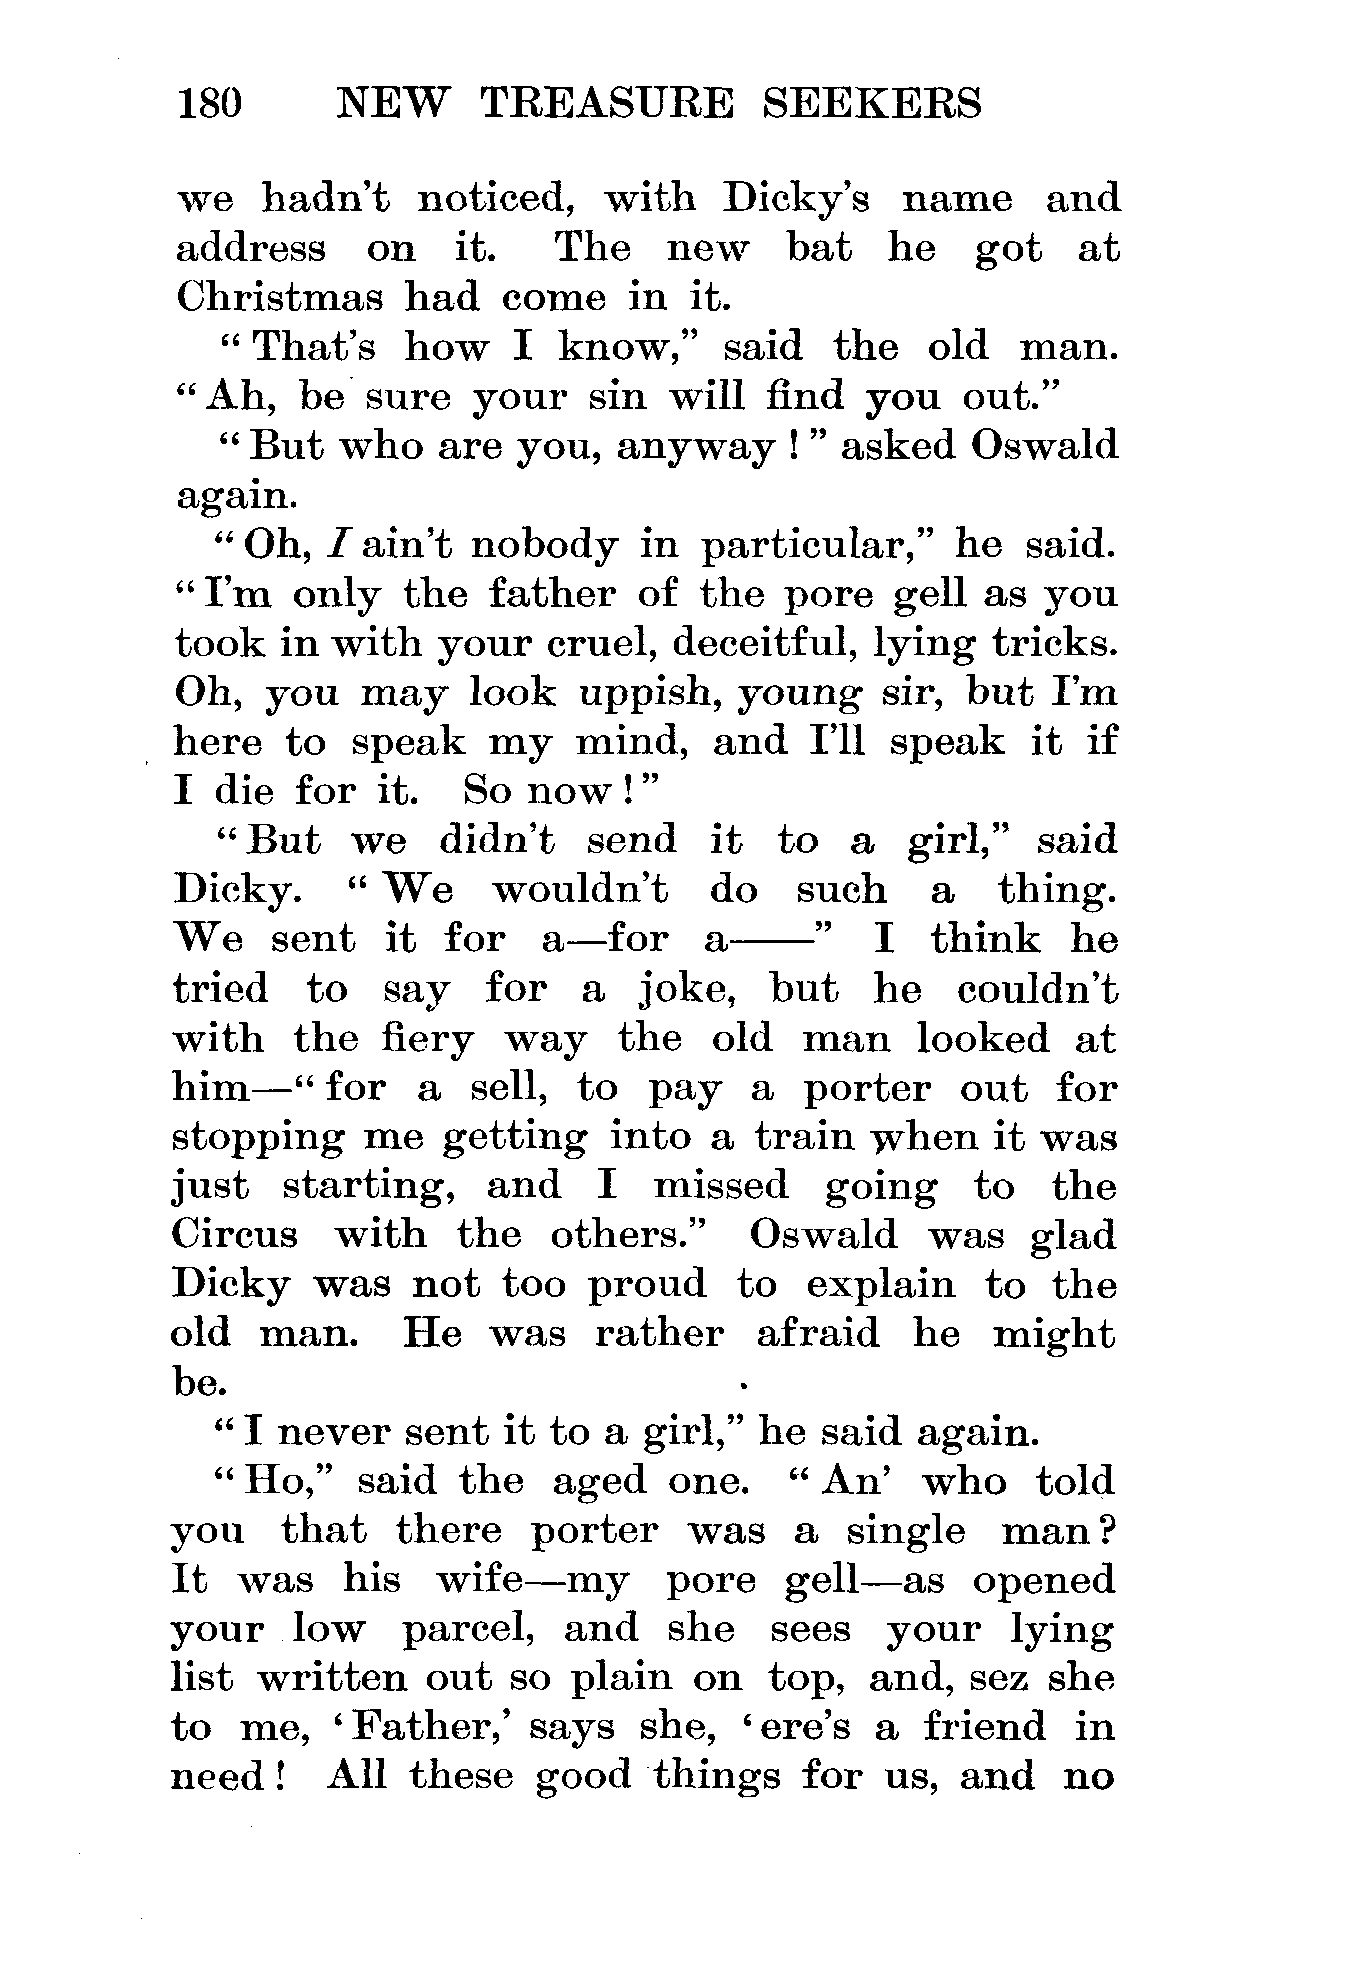 180 NEW TREASURE SEEKERS
we hadn't noticed, with Dicky's name and
address on it. The new bat he got at
Christmas had come in it.
"That's how I know," said the old man.
"Ah, be sure your sin will find you out."
"But who are you, anyway!" asked Oswald
again.
"Oh, I ain't nobody in particular," he said.
"I'm only the father of the pore gell as you
took in with your cruel, deceitful, lying tricks.
Oh, you may look uppish, young sir, but I'm
here to speak my mind, and I'll speak it if
I die for it. So now!"
"But we didn't send it to a girl," said
Dicky. "We wouldn't do such a thing.
We sent it for a—for a——" I think he
tried to say for a joke, but he couldn't
with the fiery way the old man looked at
him—"for a sell, to pay a porter out for
stopping me getting into a train when it was
just starting, and I missed going to the
Circus with the others." Oswald was glad
Dicky was not too proud to explain to the
old man. He was rather afraid he might
be.
"I never sent it to a girl," he said again.
"Ho," said the aged one. "An' who told
you that there porter was a single man?
It was his wife—my pore gell—as opened
your low parcel, and she sees your lying
list written out so plain on top, and, sez she
to me, 'Father,' says she, 'ere's a friend in
need! All these good things for us, and no